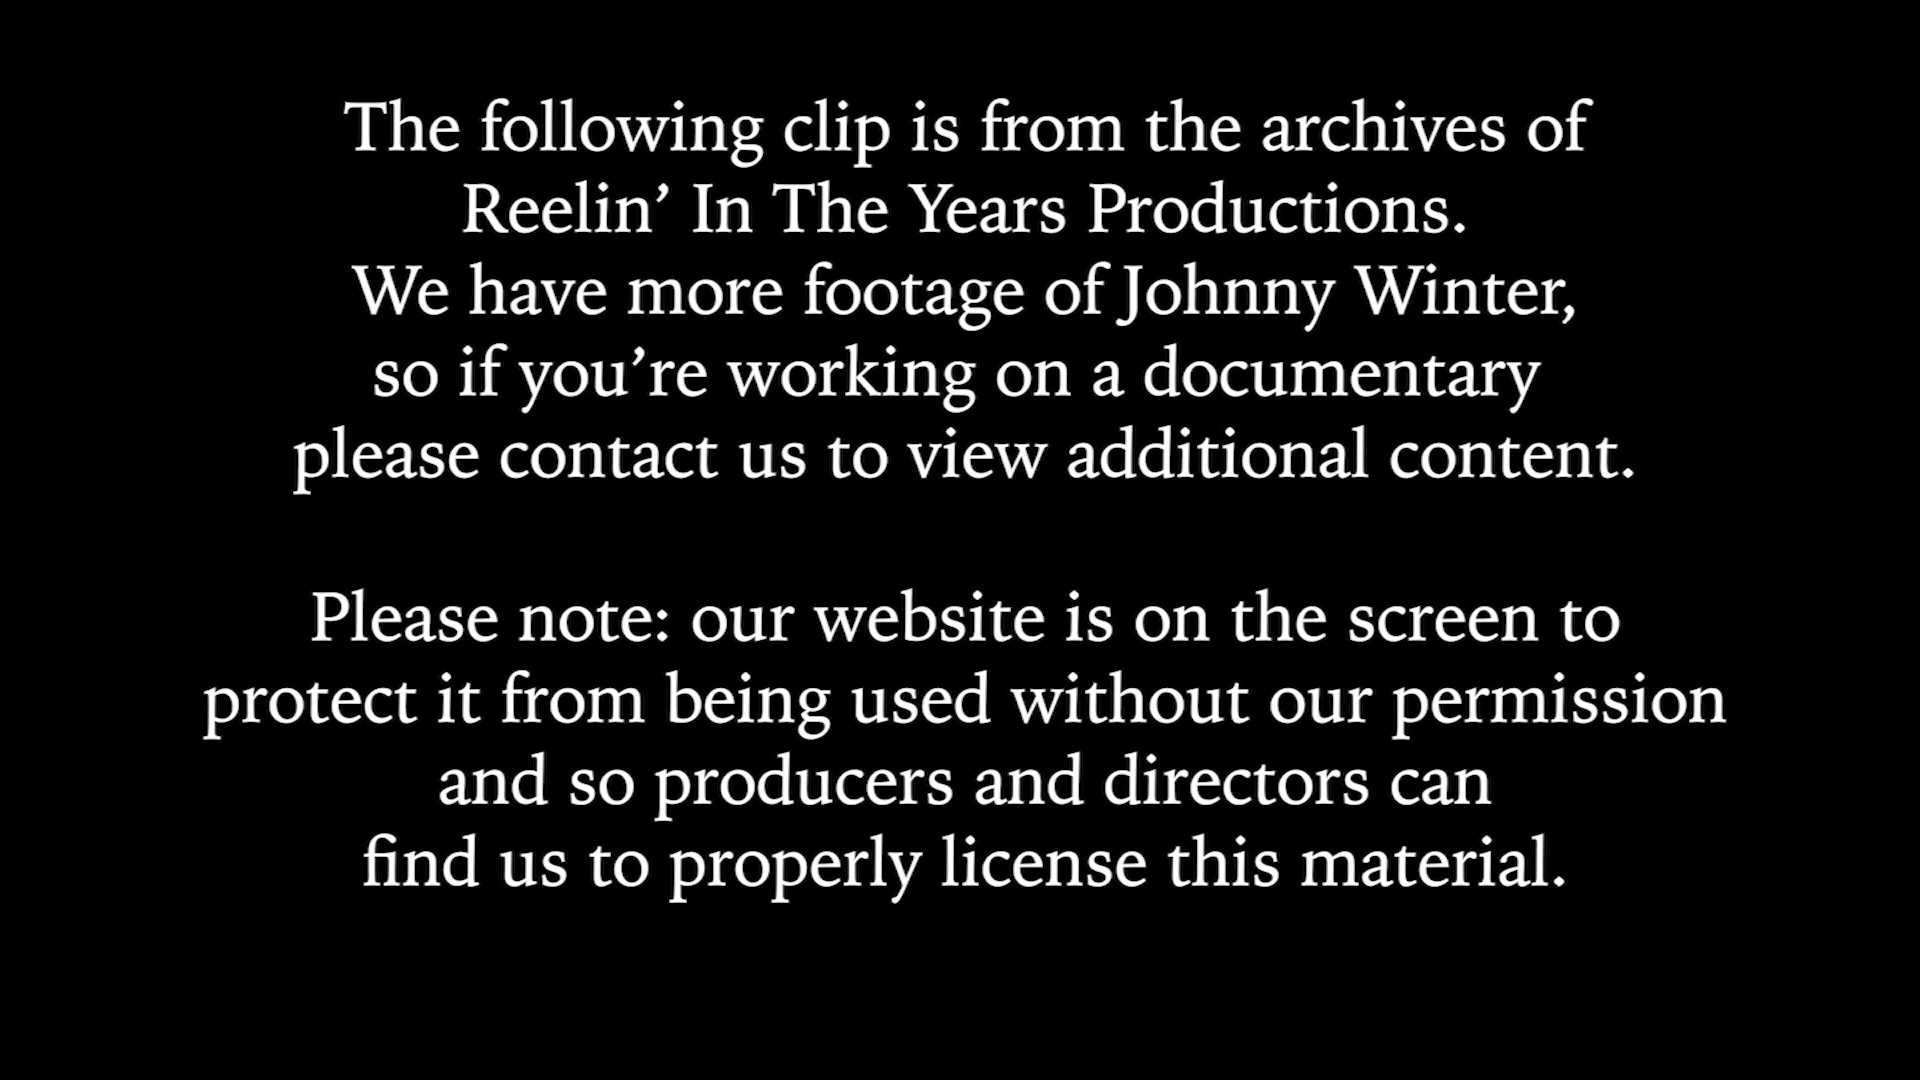 The following clip is from the archives of
Reelin’ In The Years Productions.
We have more footage of Johnny Winter,
so if you’re working on a documentary
please contact us to view additional content.
Please note: our website is on the screen to
protect it from being used without our permission
and so producers and directors can
find us to properly license this material.